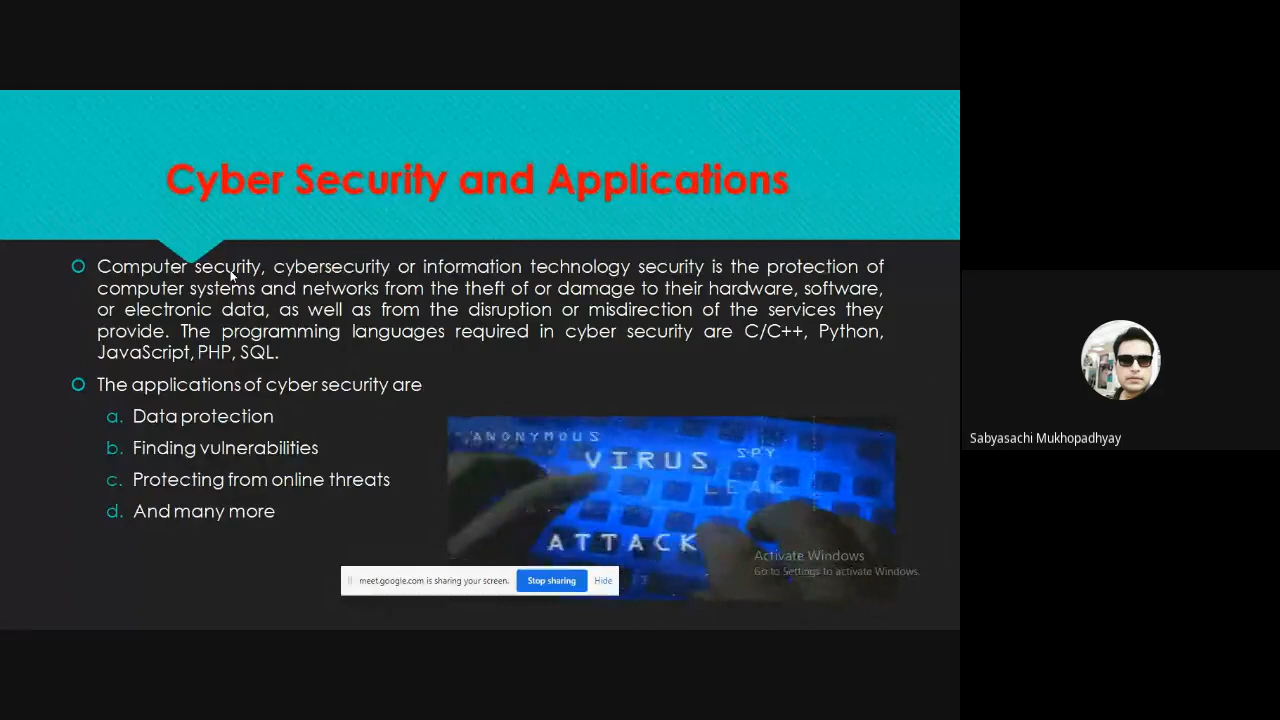 Cyber Security and Applications
Computer security, cybersecurity or information technology security is the protection of
computer systems and networks from the theft of or damage to their hardware, software,
or electronic data, as well as from the disruption or misdirection of the services they
provide. The programming languages required in cyber security are C/C++, Python,
JavaScript, PHP, SQL.
The applications of cyber security are
a. Data protection
b. Finding vulnerabilities
c. Protecting from online threats
d. And many more
ANONYMOUS
VIRUS SPY
LEAK
ATTACK
Activate Windows
Go to Settings to activate Windows.
meet.google.com is sharing your screen. Stop sharing Hide
Sabyasachi Mukhopadhyay